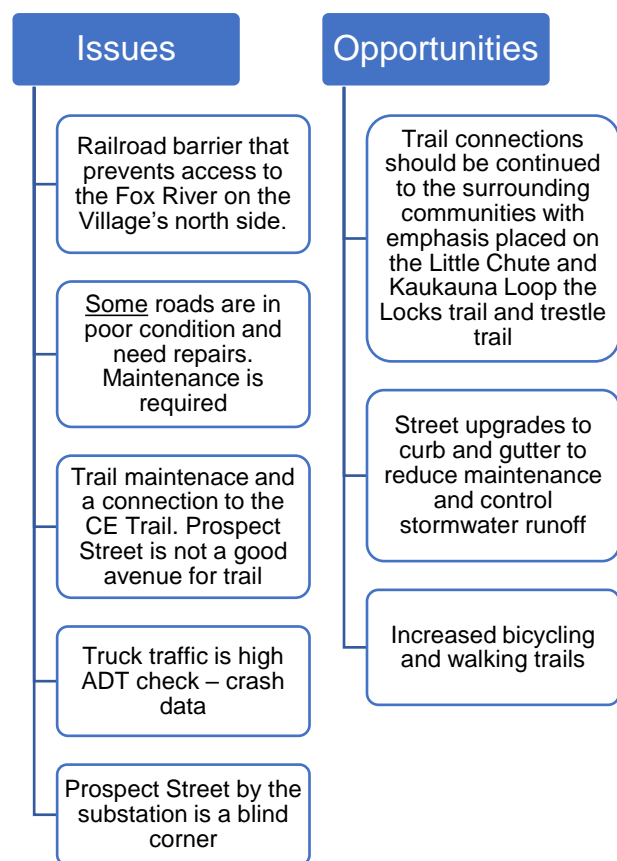 Issues
Railroad barrier that
prevents access to
the Fox River on the
Village’s north side.
Some roads are in
poor condition and
need repairs.
Maintenance is
required
Trail maintenace and
a connection to the
CE Trail. Prospect
Street is not a good
avenue for trail
Truck traffic is high
ADT check – crash
data
Prospect Street by the
substation is a blind
corner
Opportunities
Trail connections
should be continued
to the surrounding
communities with
emphasis placed on
the Little Chute and
Kaukauna Loop the
Locks trail and trestle
trail
Street upgrades to
curb and gutter to
reduce maintenance
and control
stormwater runoff
Increased bicycling
and walking trails